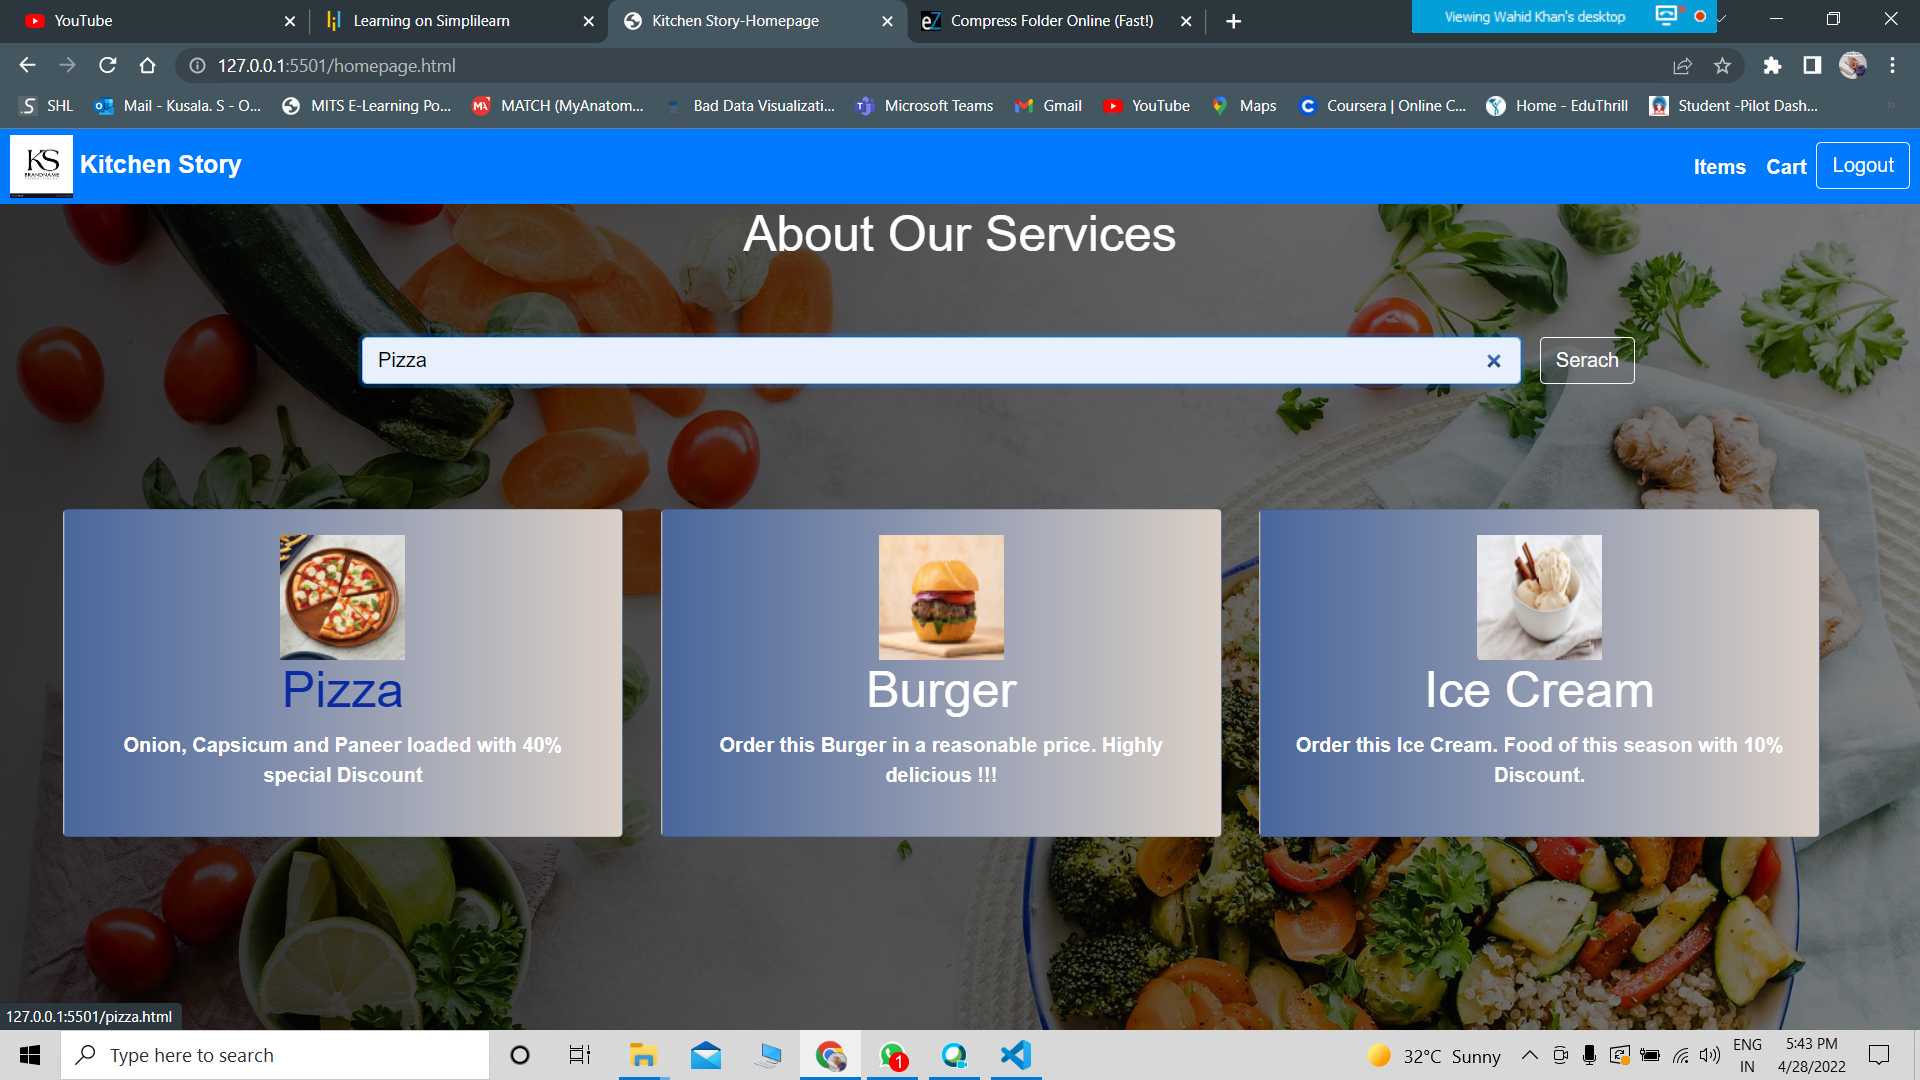 YouTube
Learning on Simplilearn
Kitchen Story-Homepage
eZ Compress Folder Online (Fast!)
Viewing Wahid Khan's desktop
127.0.0.1:5501/homepage.html
SHL
Mail - Kusala. S - O...
MITS E-Learning Po...
MATCH (MyAnatom...
Bad Data Visualizati...
Microsoft Teams
Gmail
YouTube
Maps
Coursera | Online C...
Home - EduThrill
Student -Pilot Dash...
KS
BRANDNAME
Kitchen Story
Items
Cart
Logout
About Our Services
Pizza
Serach
Pizza
Onion, Capsicum and Paneer loaded with 40%
special Discount
Burger
Order this Burger in a reasonable price. Highly
delicious !!!
Ice Cream
Order this Ice Cream. Food of this season with 10%
Discount.
127.0.0.1:5501/pizza.html
Type here to search
1
32°C Sunny
ENG
IN
5:43 PM
4/28/2022